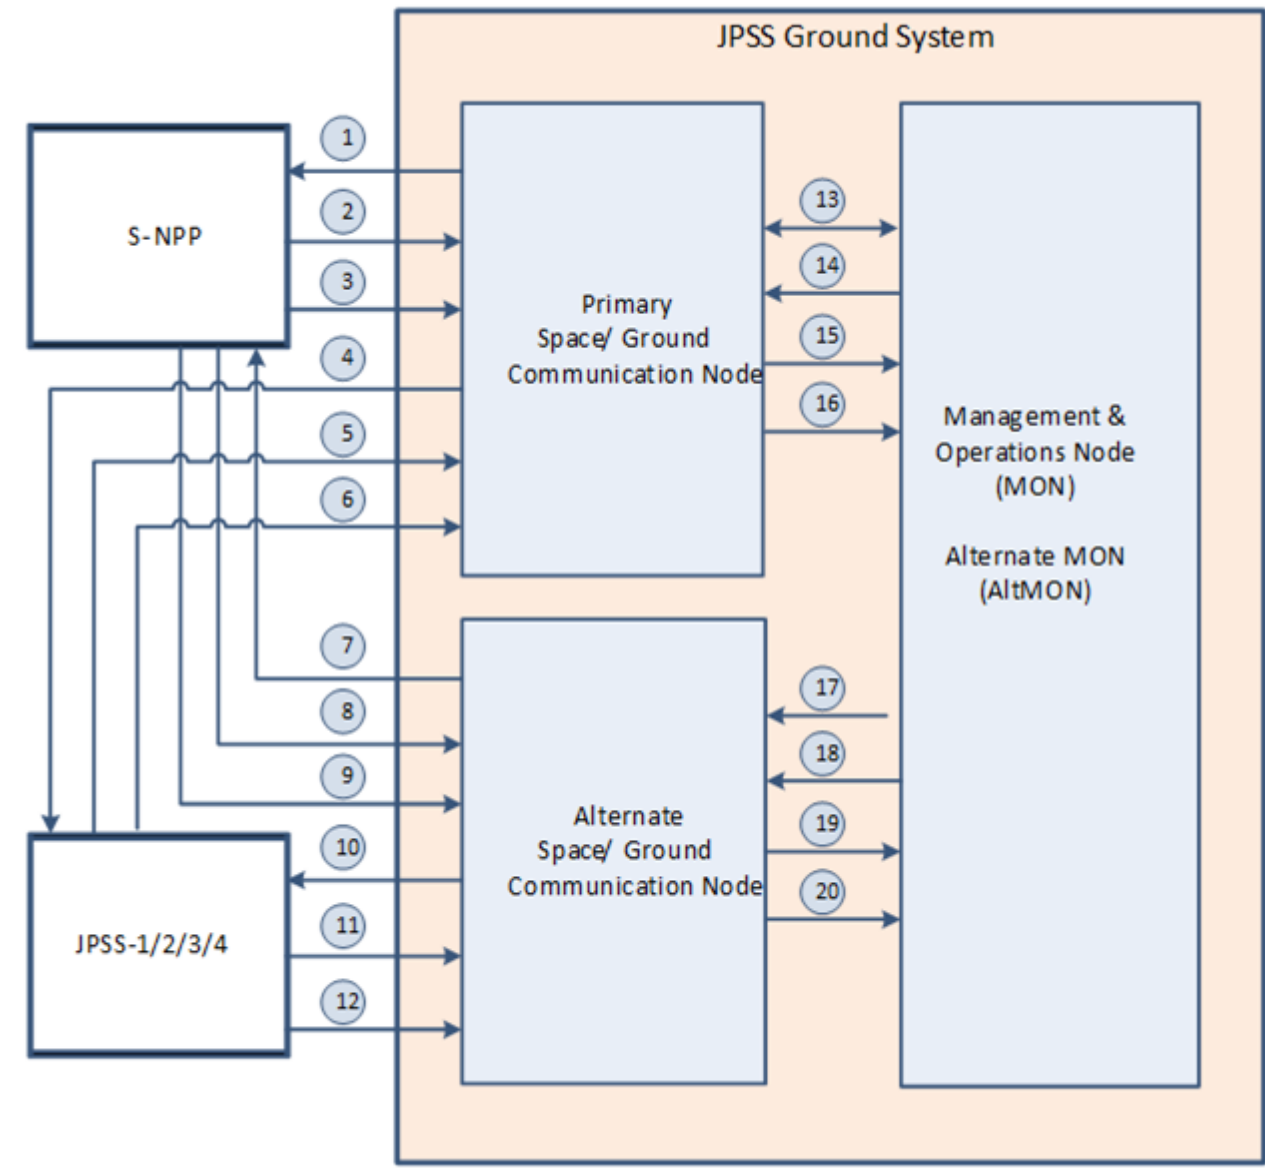 JPSS Ground System
1
2
3
4
5
6
7
8
9
10
11
12
S-NPP
JPSS-1/2/3/4
Primary
Space/ Ground
Communication Node
Alternate
Space/ Ground
Communication Node
13
14
15
16
17
18
19
20
Management &
Operations Node
(MON)
Alternate MON
(AltMON)